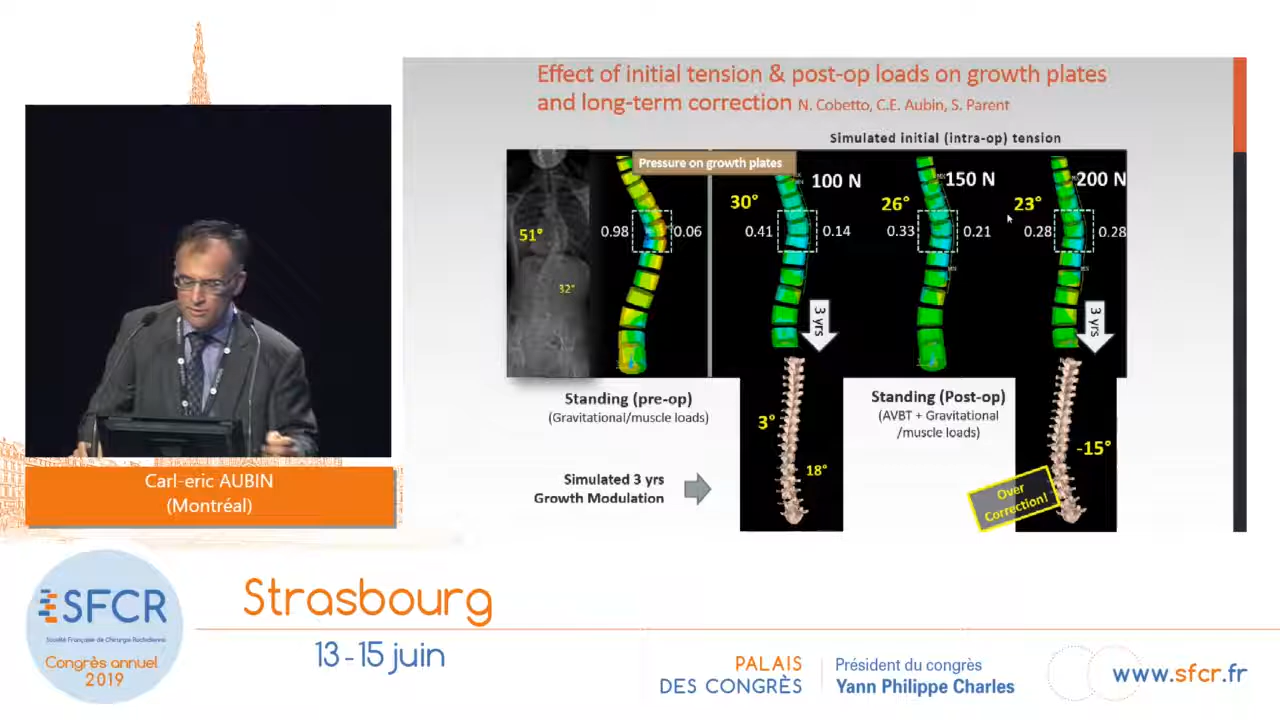 Effect of initial tension & post-op loads on growth plates
and long-term correction N. Cobetto, C.E. Aubin, S. Parent
Simulated initial (intra-op) tension
Pressure on growth plates
100 N
150 N
200 N
51°
32°
0.98
0.06
30°
0.41
0.14
26°
0.33
0.21
23°
0.28
0.28
3 yrs
3 yrs
Standing (pre-op)
(Gravitational/muscle loads)
Standing (Post-op)
(AVBT + Gravitational
/muscle loads)
3°
18°
-15°
Simulated 3 yrs
Growth Modulation
Over
Correction!
Carl-eric AUBIN
(Montréal)
SFCR
Société Française de Chirurgie Rachidienne
Congrès annuel
2019
Strasbourg
13-15 juin
PALAIS
DES CONGRÈS
Président du congrès
Yann Philippe Charles
www.sfcr.fr